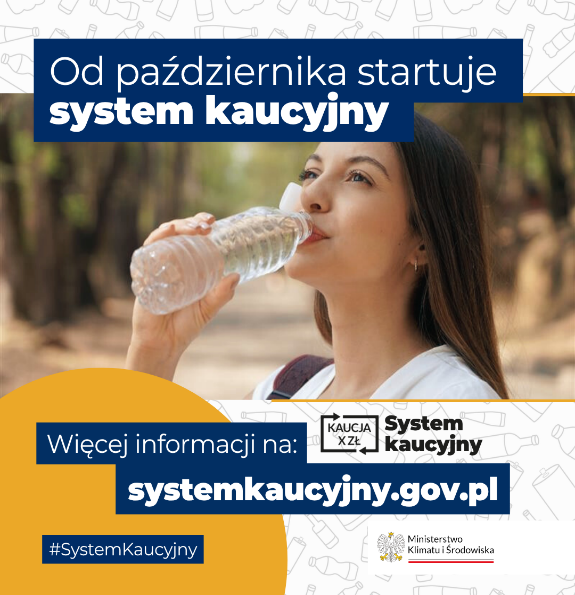 Od października startuje
system kaucyjny
Więcej informacji na:
KAUCJA
X ZŁ
System
kaucyjny
systemkaucyjny.gov.pl
#SystemKaucyjny
Ministerstwo
Klimatu i Środowiska